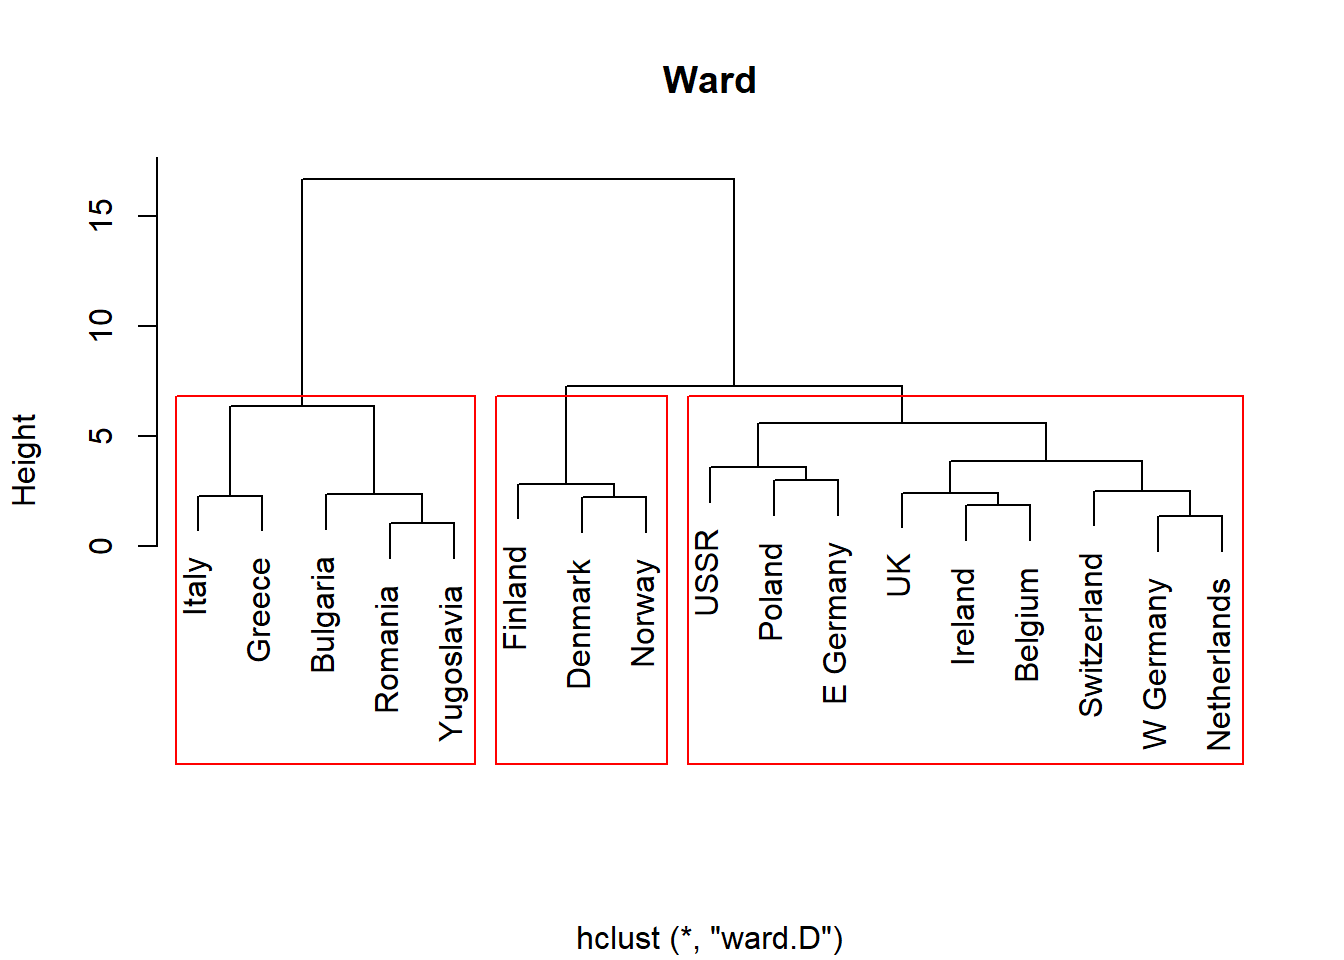 Ward
Height
15
10
5
0
Italy
Greece
Bulgaria
Romania
Yugoslavia
Finland
Denmark
Norway
USSR
Poland
E Germany
UK
Ireland
Belgium
Switzerland
W Germany
Netherlands
hclust (*, "ward.D")